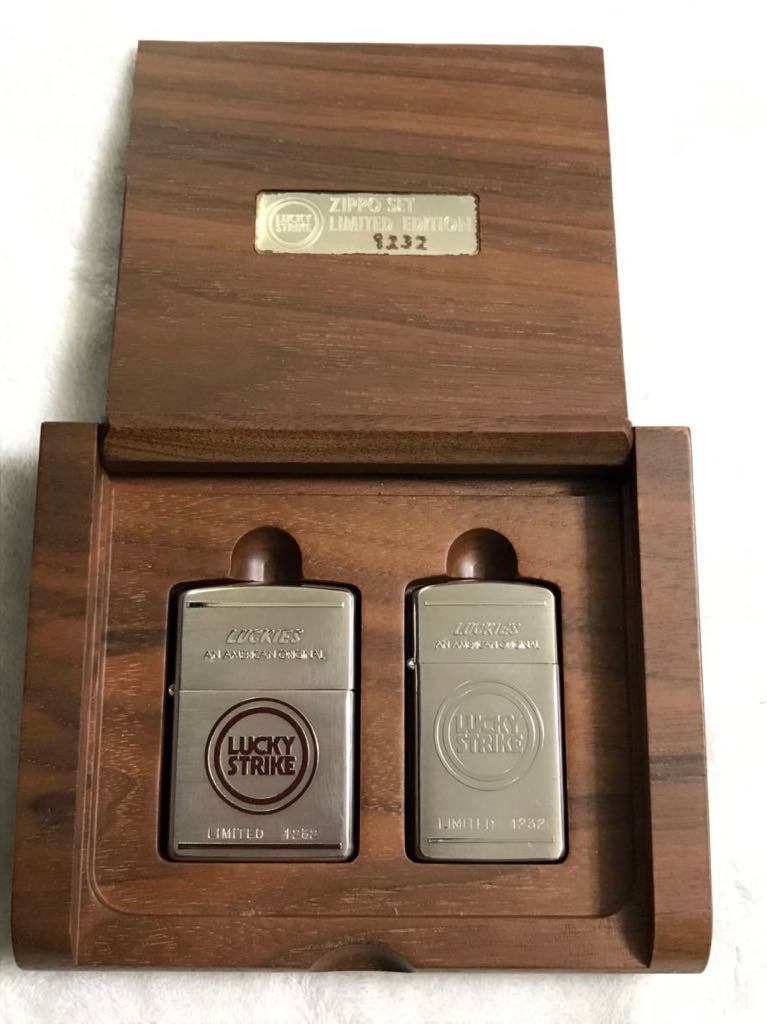 LUCKY
STRIKE
ZIPPO SET
LIMITED EDITION
9232
LUCKIES
AN AMERICAN ORIGINAL
LUCKY
STRIKE
LIMITED
LUCKIES
AN AMERICAN ORIGINAL
LUCKY
STRIKE
LIMITED 1232